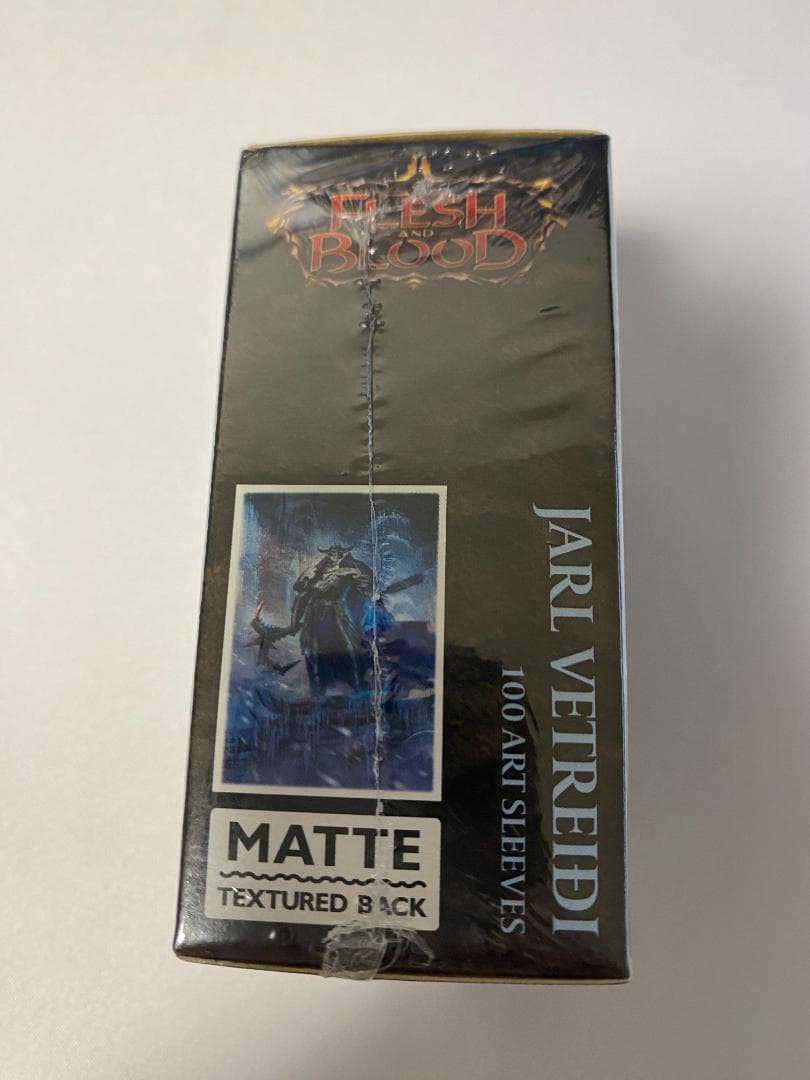 FLESH
AND
BLOOD
JARL VETREIÐI
100 ART SLEEVES
MATTE
TEXTURED BACK